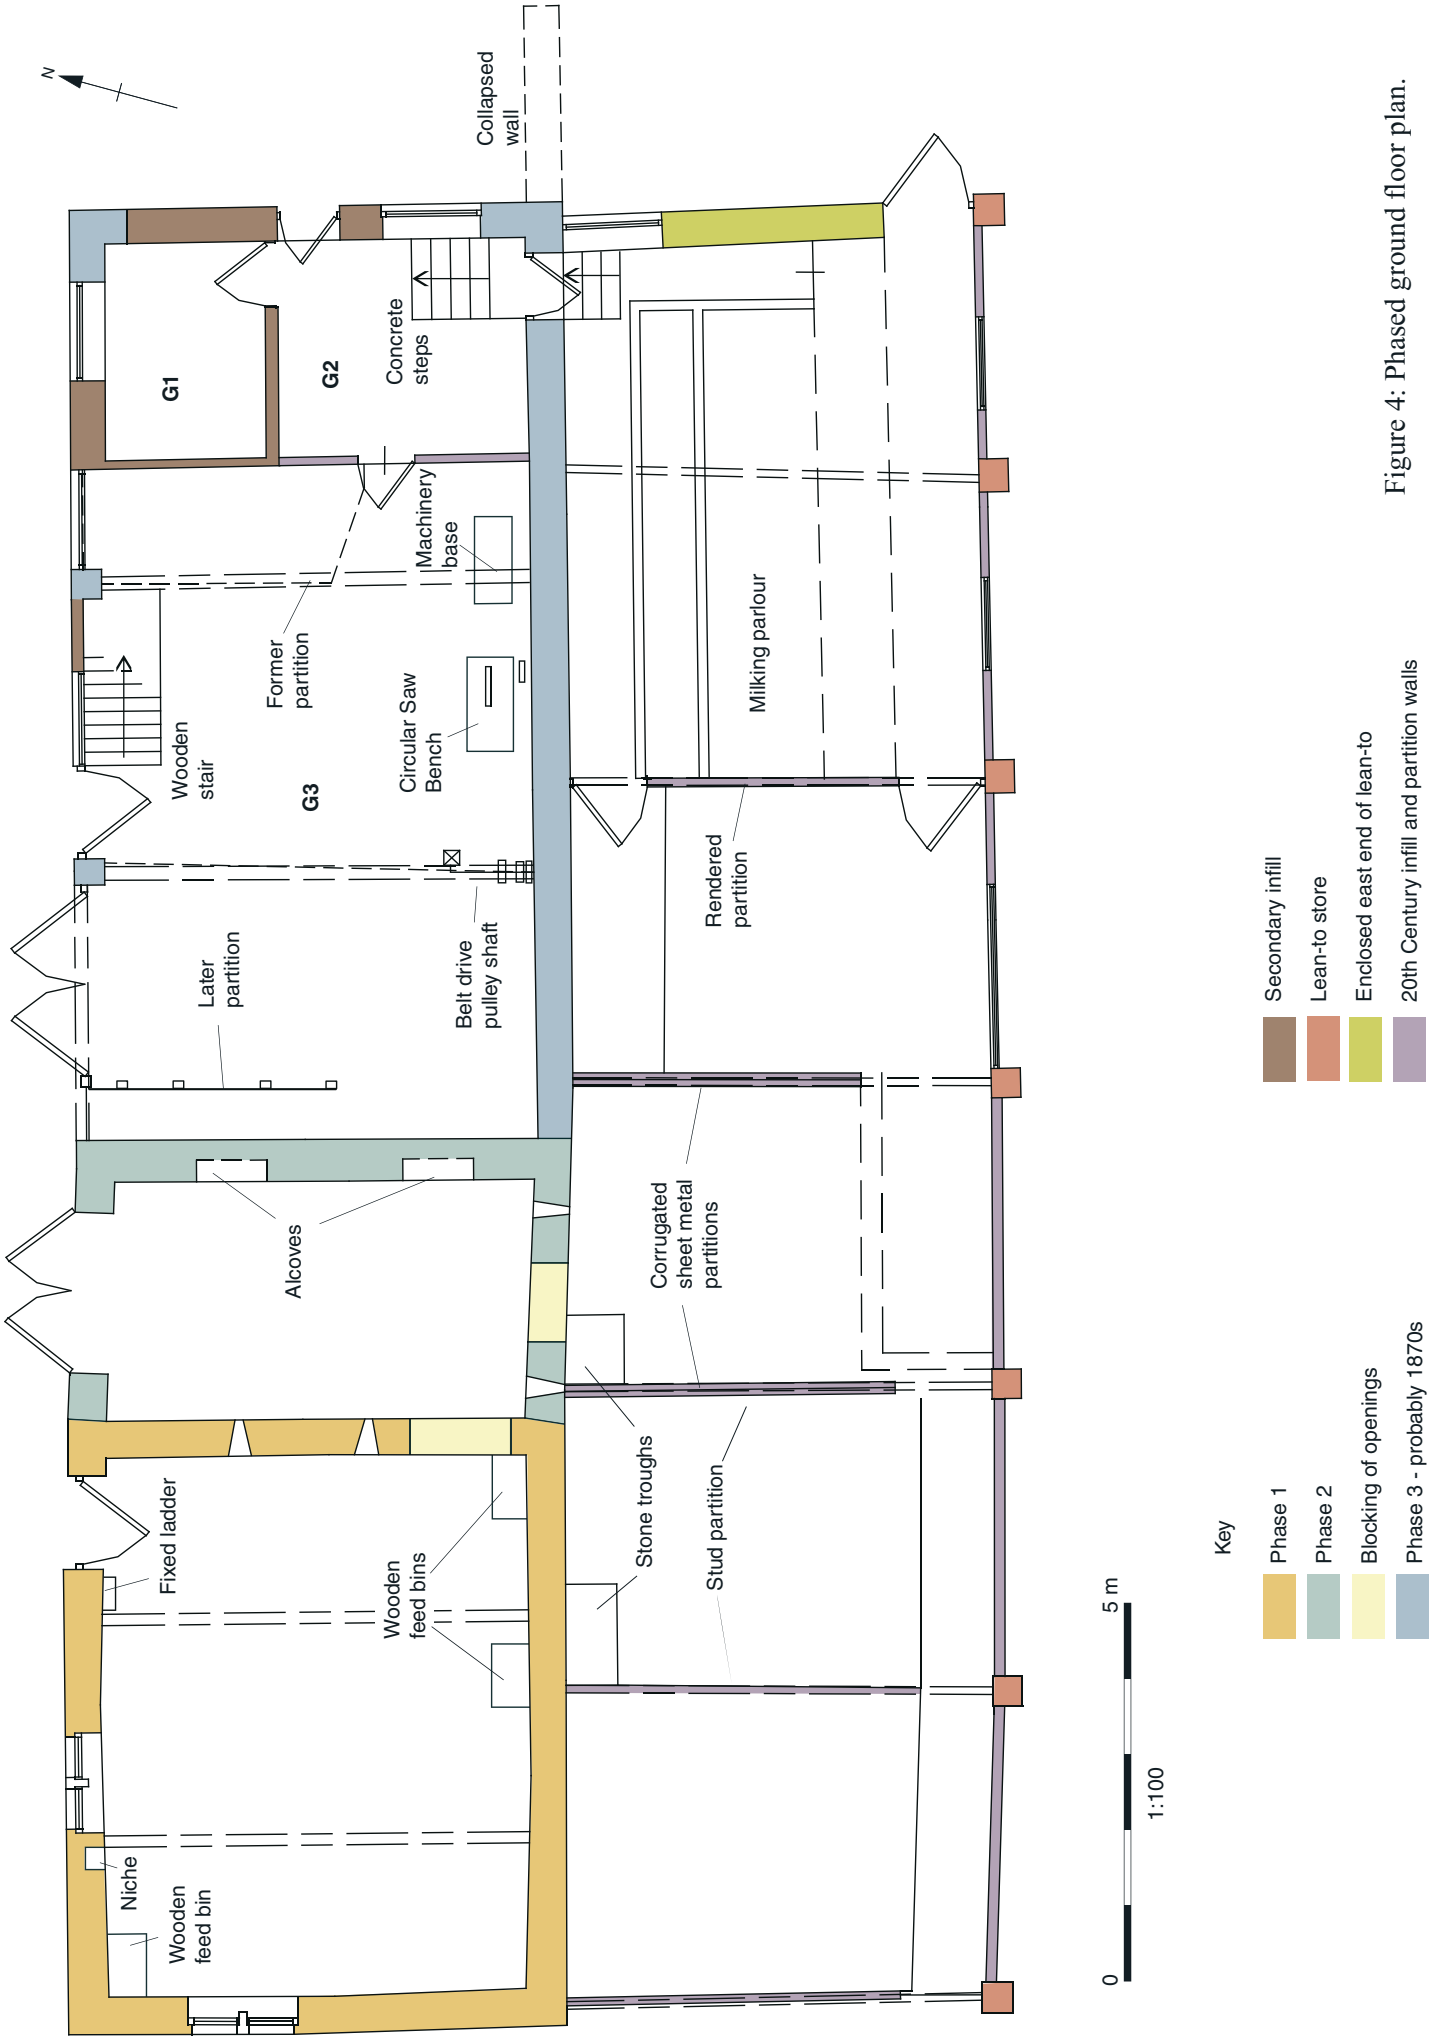 N
Collapsed
wall
G1
G2
Concrete
steps
Machinery
base
Former
partition
Wooden
stair
G3
Circular Saw
Bench
Milking parlour
Later
partition
Belt drive
pulley shaft
Rendered
partition
Alcoves
Corrugated
sheet metal
partitions
Fixed ladder
Wooden
feed bins
Stone troughs
Stud partition
Niche
Wooden
feed bin
0
5 m
1:100
Key
Phase 1
Phase 2
Blocking of openings
Phase 3 - probably 1870s
Secondary infill
Lean-to store
Enclosed east end of lean-to
20th Century infill and partition walls
Figure 4: Phased ground floor plan.